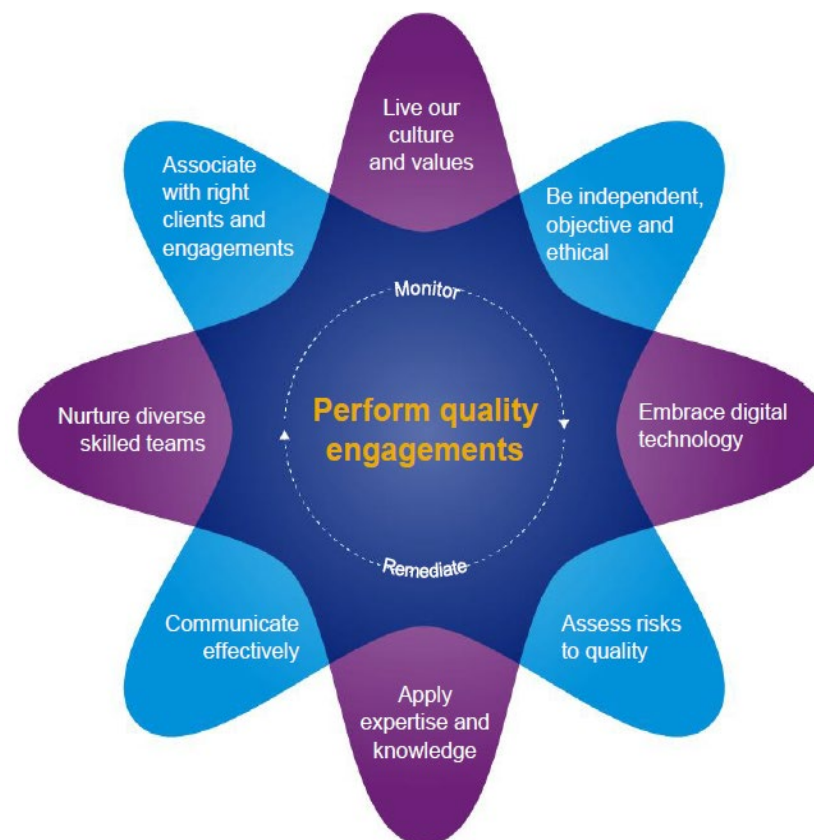 Live our
culture
and values
Associate
with right
clients and
engagements
Be independent,
objective and
ethical
Monitor
Nurture diverse
skilled teams
Perform quality
engagements
Embrace digital
technology
Remediate
Communicate
effectively
Assess risks
to quality
Apply
expertise and
knowledge